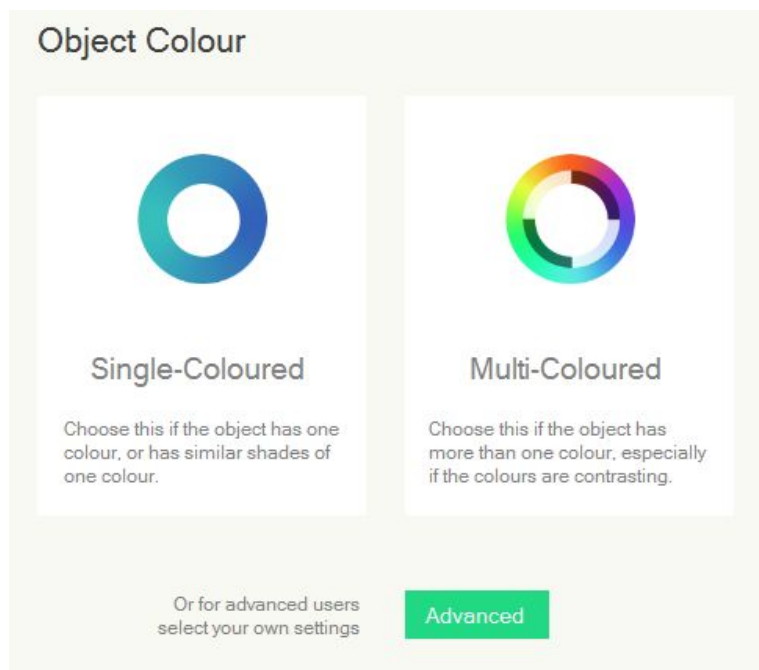 Object Colour
Single-Coloured
Choose this if the object has one
colour, or has similar shades of
one colour.
Multi-Coloured
Choose this if the object has
more than one colour, especially
if the colours are contrasting.
Or for advanced users
select your own settings
Advanced